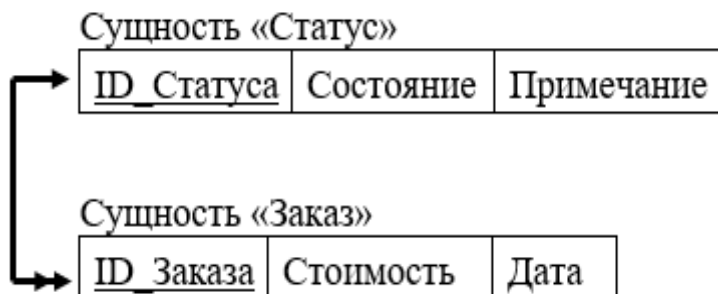 Сущность «Статус»
ID_Статуса Состояние Примечание
Сущность «Заказ»
ID_Заказа Стоимость Дата